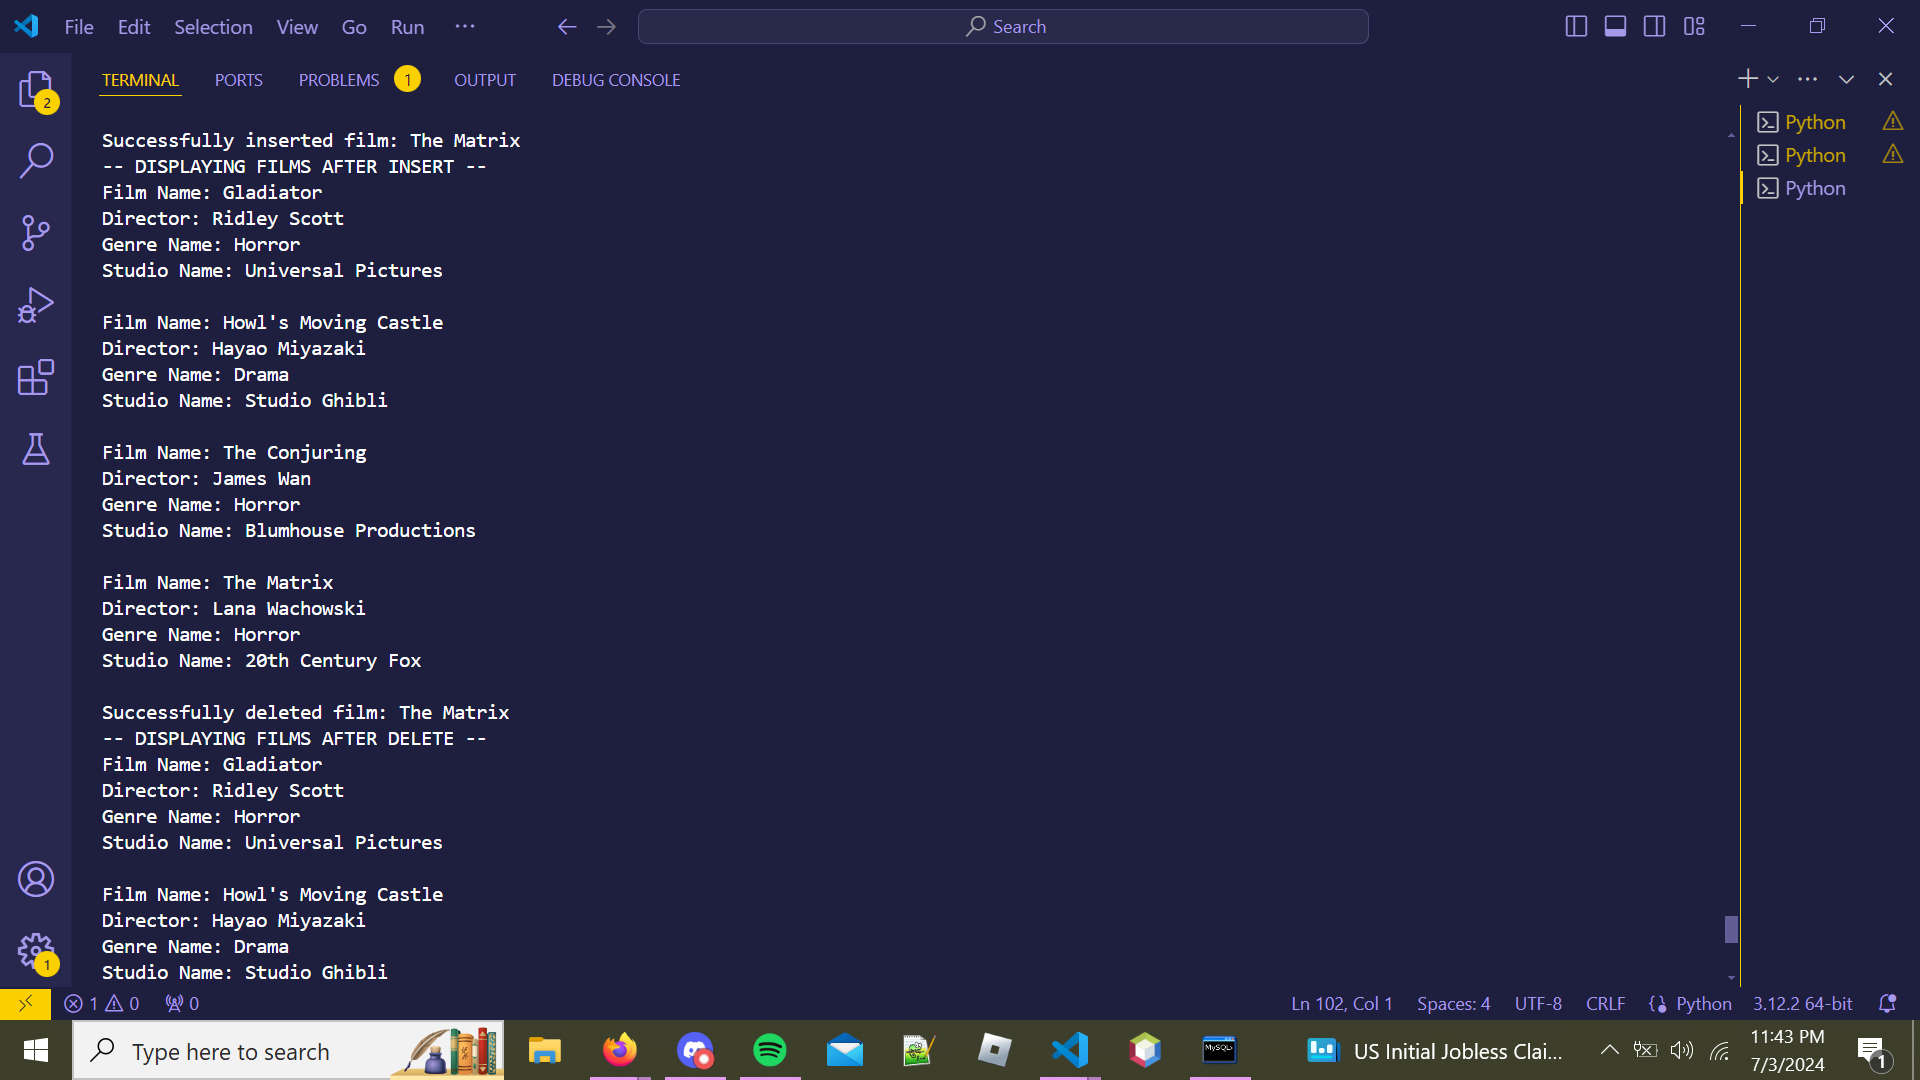 File Edit Selection View Go Run ··· Search
TERMINAL PORTS PROBLEMS 1 OUTPUT DEBUG CONSOLE
2
Python
Python
Python
Successfully inserted film: The Matrix
-- DISPLAYING FILMS AFTER INSERT --
Film Name: Gladiator
Director: Ridley Scott
Genre Name: Horror
Studio Name: Universal Pictures
Film Name: Howl's Moving Castle
Director: Hayao Miyazaki
Genre Name: Drama
Studio Name: Studio Ghibli
Film Name: The Conjuring
Director: James Wan
Genre Name: Horror
Studio Name: Blumhouse Productions
Film Name: The Matrix
Director: Lana Wachowski
Genre Name: Horror
Studio Name: 20th Century Fox
Successfully deleted film: The Matrix
-- DISPLAYING FILMS AFTER DELETE --
Film Name: Gladiator
Director: Ridley Scott
Genre Name: Horror
Studio Name: Universal Pictures
Film Name: Howl's Moving Castle
Director: Hayao Miyazaki
Genre Name: Drama
Studio Name: Studio Ghibli
1
1 0 0 Ln 102, Col 1 Spaces: 4 UTF-8 CRLF {} Python 3.12.2 64-bit
Type here to search MySQL US Initial Jobless Clai... 11:43 PM
7/3/2024
1